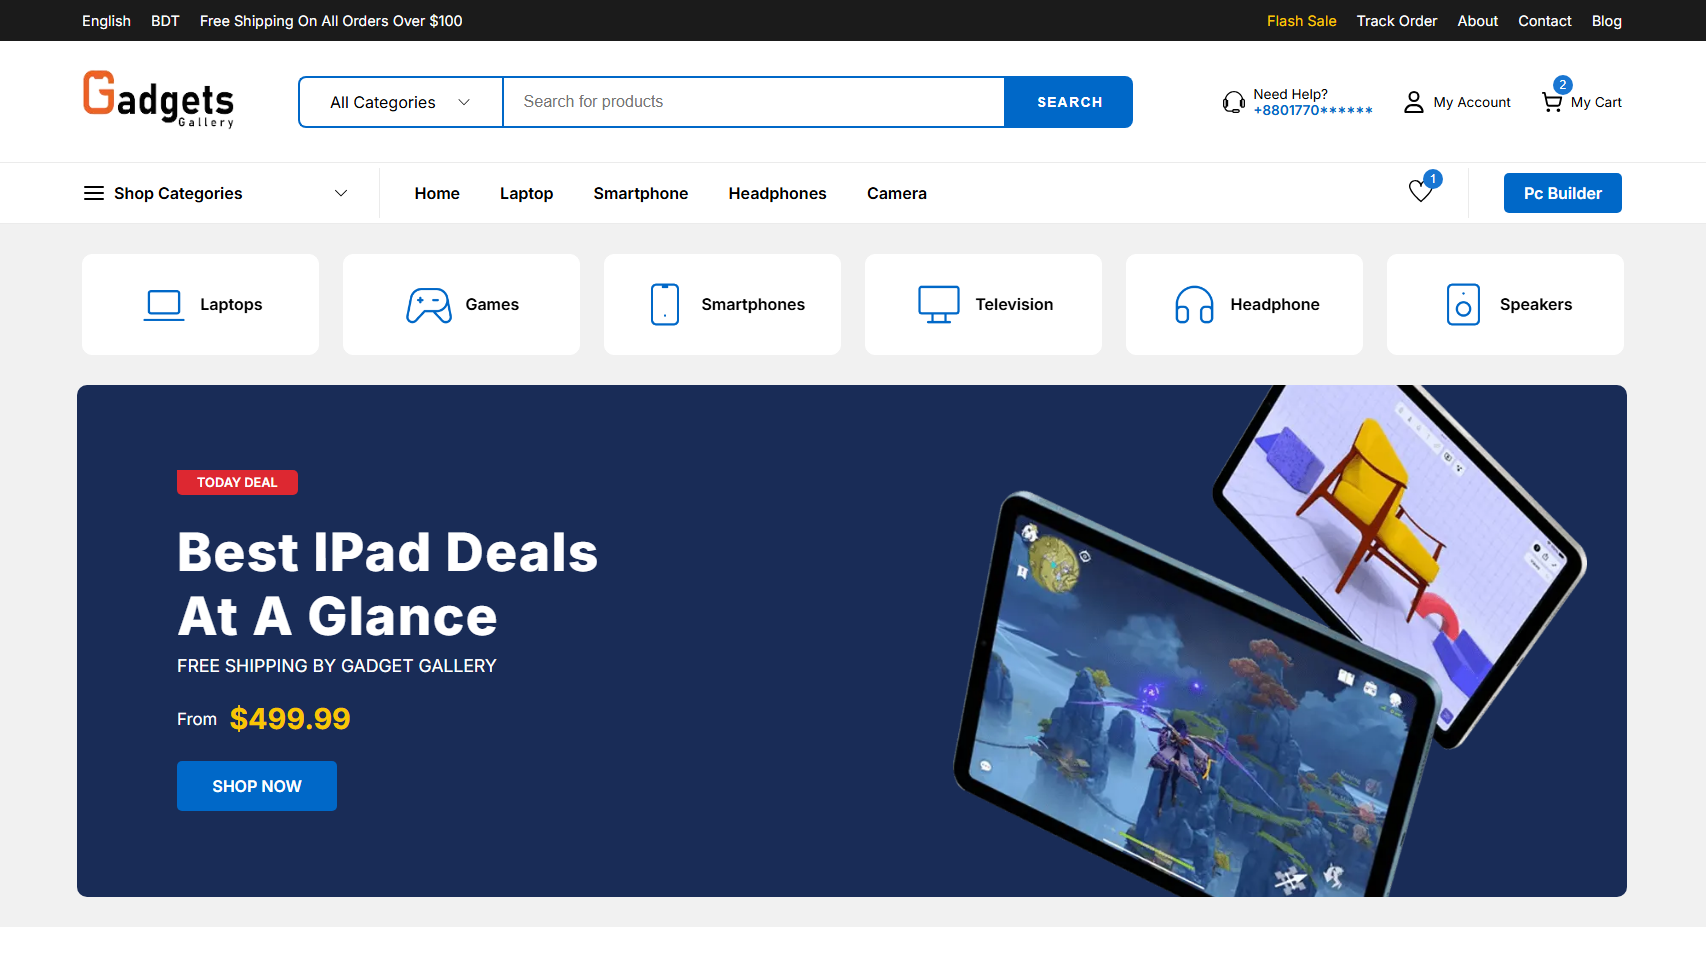 English BDT Free Shipping On All Orders Over $100 Flash Sale Track Order About Contact Blog
Gadgets
Gallery
All Categories Search for products SEARCH
Need Help?
+8801770******
My Account
2
My Cart
Shop Categories Home Laptop Smartphone Headphones Camera
1
Pc Builder
Laptops Games Smartphones Television Headphone Speakers
TODAY DEAL
Best IPad Deals
At A Glance
FREE SHIPPING BY GADGET GALLERY
From $499.99
SHOP NOW